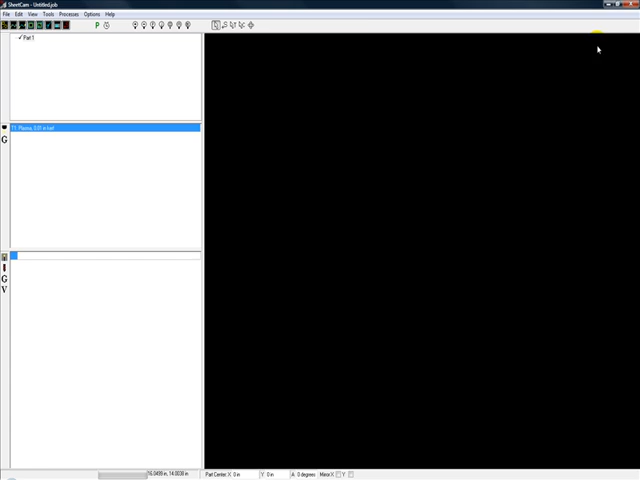 SheetCam - Untitled.job
File Edit View Tools Processes Options Help
P
Part 1
T1: Plasma, 0.01 in kerf
G
G
V
16.0499 in, 14.0038 in
Part Center: X 0 in Y 0 in A 0 degrees Mirror X Y